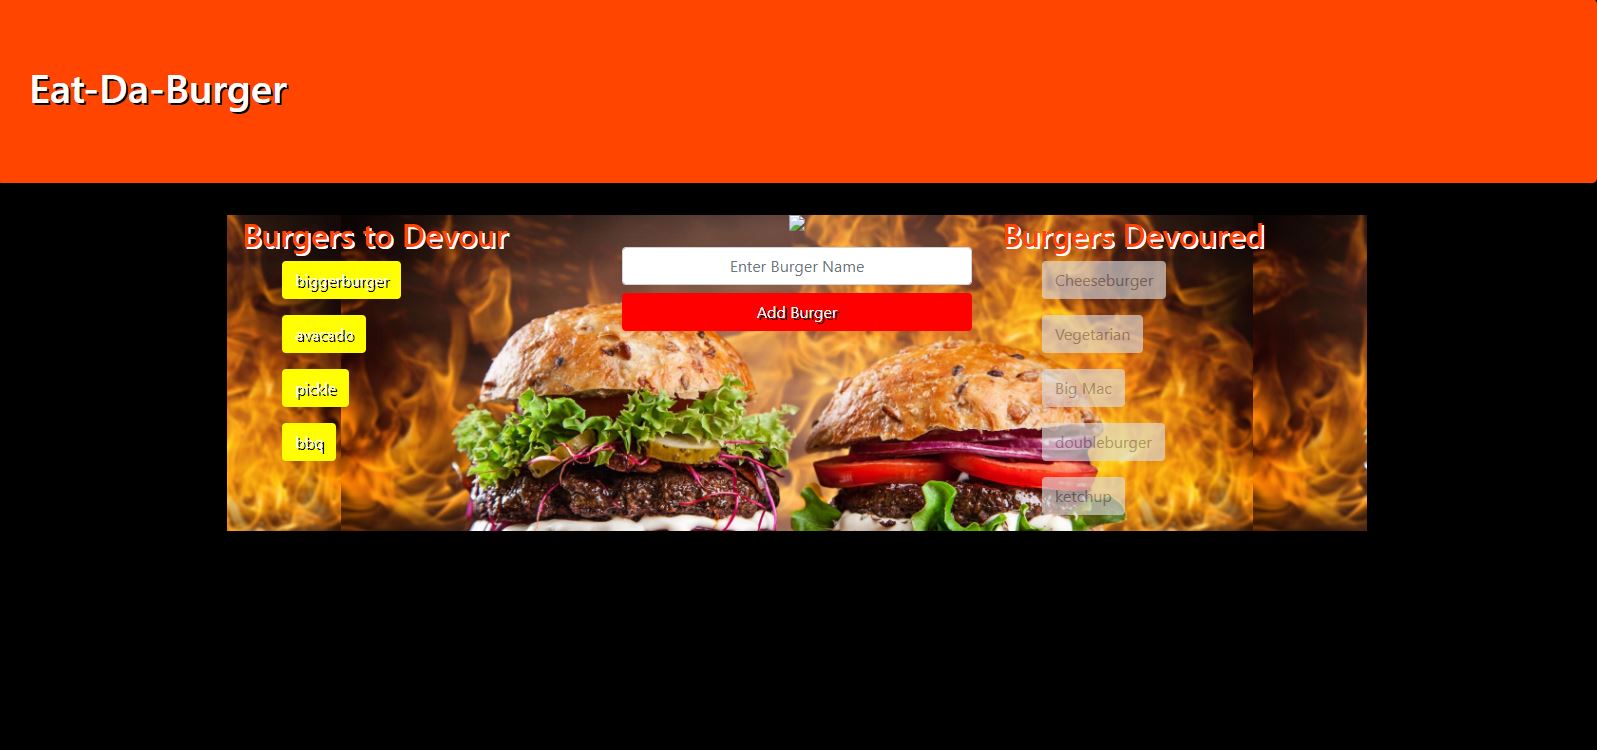 Eat-Da-Burger
Burgers to Devour
biggerburger
avacado
pickle
bbq
Enter Burger Name
Add Burger
Burgers Devoured
Cheeseburger
Vegetarian
Big Mac
doubleburger
ketchup